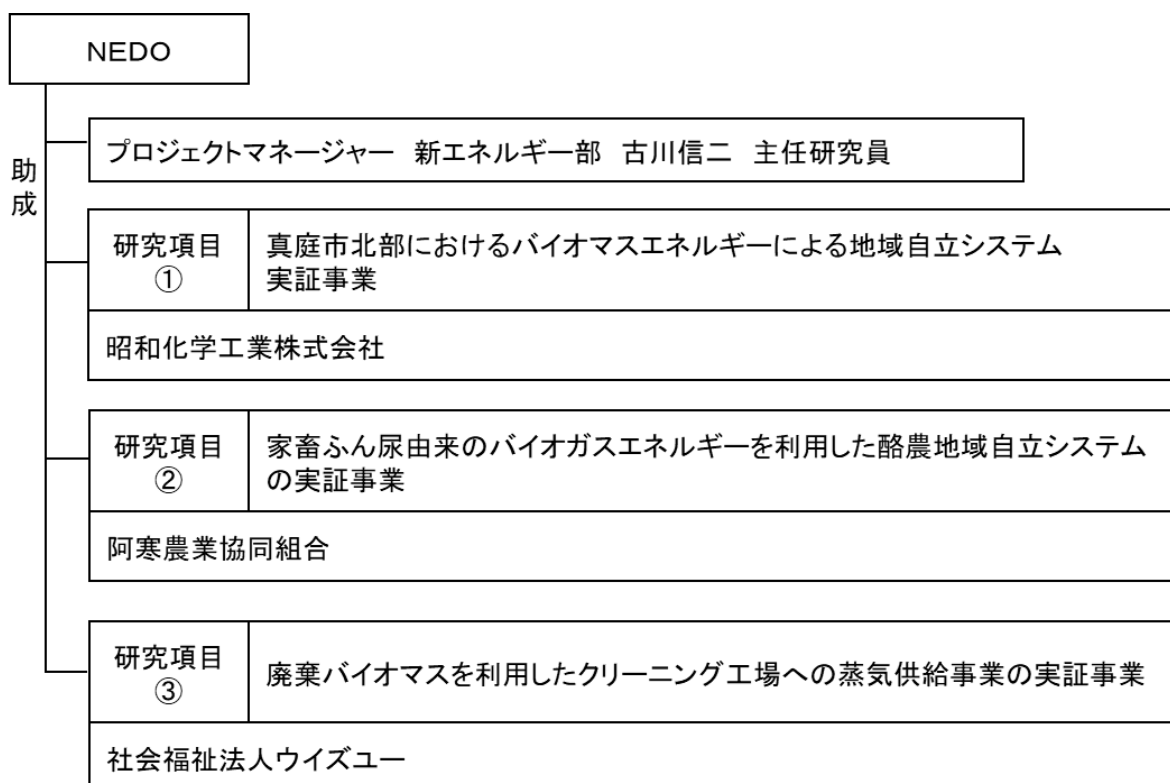 NEDO
助成
プロジェクトマネージャー 新エネルギー部 古川信二 主任研究員
研究項目
①
真庭市北部におけるバイオマスエネルギーによる地域自立システム
実証事業
昭和化学工業株式会社
研究項目
②
家畜ふん尿由来のバイオガスエネルギーを利用した酪農地域自立システム
の実証事業
阿寒農業協同組合
研究項目
③
廃棄バイオマスを利用したクリーニング工場への蒸気供給事業の実証事業
社会福祉法人ウイズユー